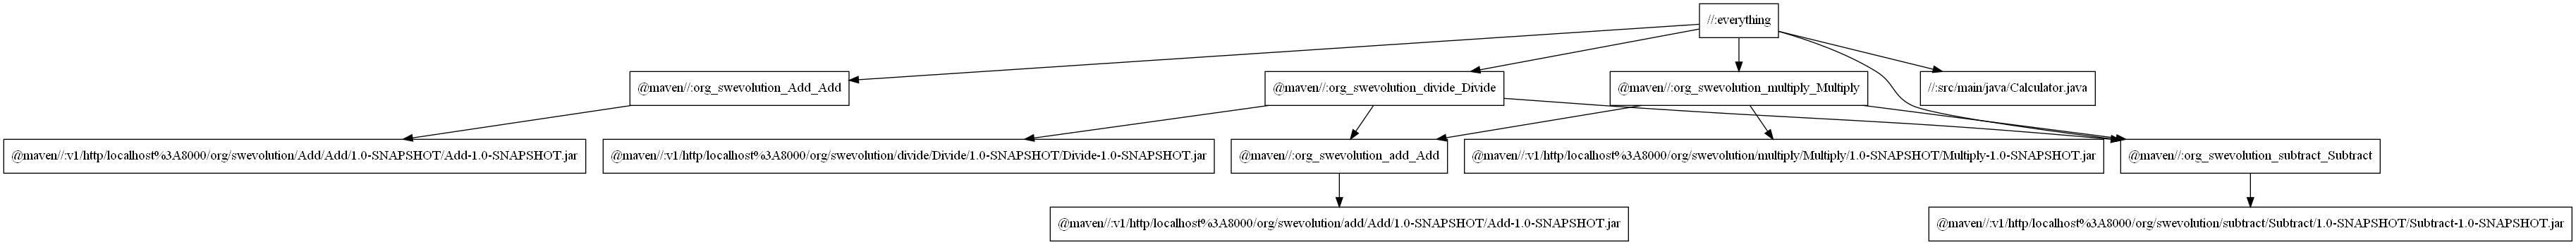 //:everything
@maven//:org_swevolution_Add_Add
@maven//:org_swevolution_divide_Divide
@maven//:org_swevolution_multiply_Multiply
//:src/main/java/Calculator.java
@maven//:v1/http/localhost%3A8000/org/swevolution/Add/Add/1.0-SNAPSHOT/Add-1.0-SNAPSHOT.jar
@maven//:v1/http/localhost%3A8000/org/swevolution/divide/Divide/1.0-SNAPSHOT/Divide-1.0-SNAPSHOT.jar
@maven//:org_swevolution_add_Add
@maven//:v1/http/localhost%3A8000/org/swevolution/multiply/Multiply/1.0-SNAPSHOT/Multiply-1.0-SNAPSHOT.jar
@maven//:org_swevolution_subtract_Subtract
@maven//:v1/http/localhost%3A8000/org/swevolution/add/Add/1.0-SNAPSHOT/Add-1.0-SNAPSHOT.jar
@maven//:v1/http/localhost%3A8000/org/swevolution/subtract/Subtract/1.0-SNAPSHOT/Subtract-1.0-SNAPSHOT.jar